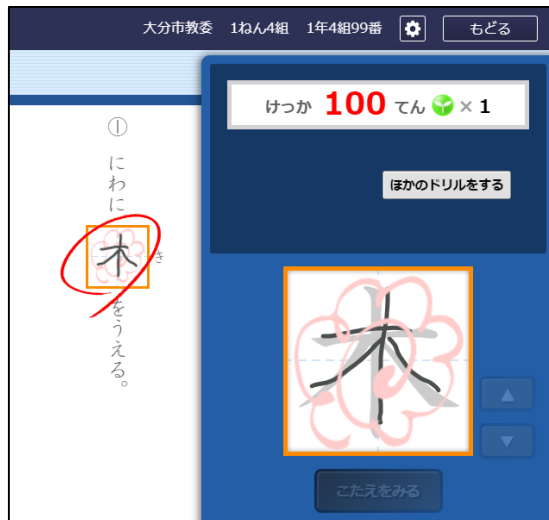 大分市教委 1ねん4組 1年4組99番 もどる
けっか 100 てん × 1
ほかのドリルをする
① にわに木をうえる。
き
木
こたえをみる